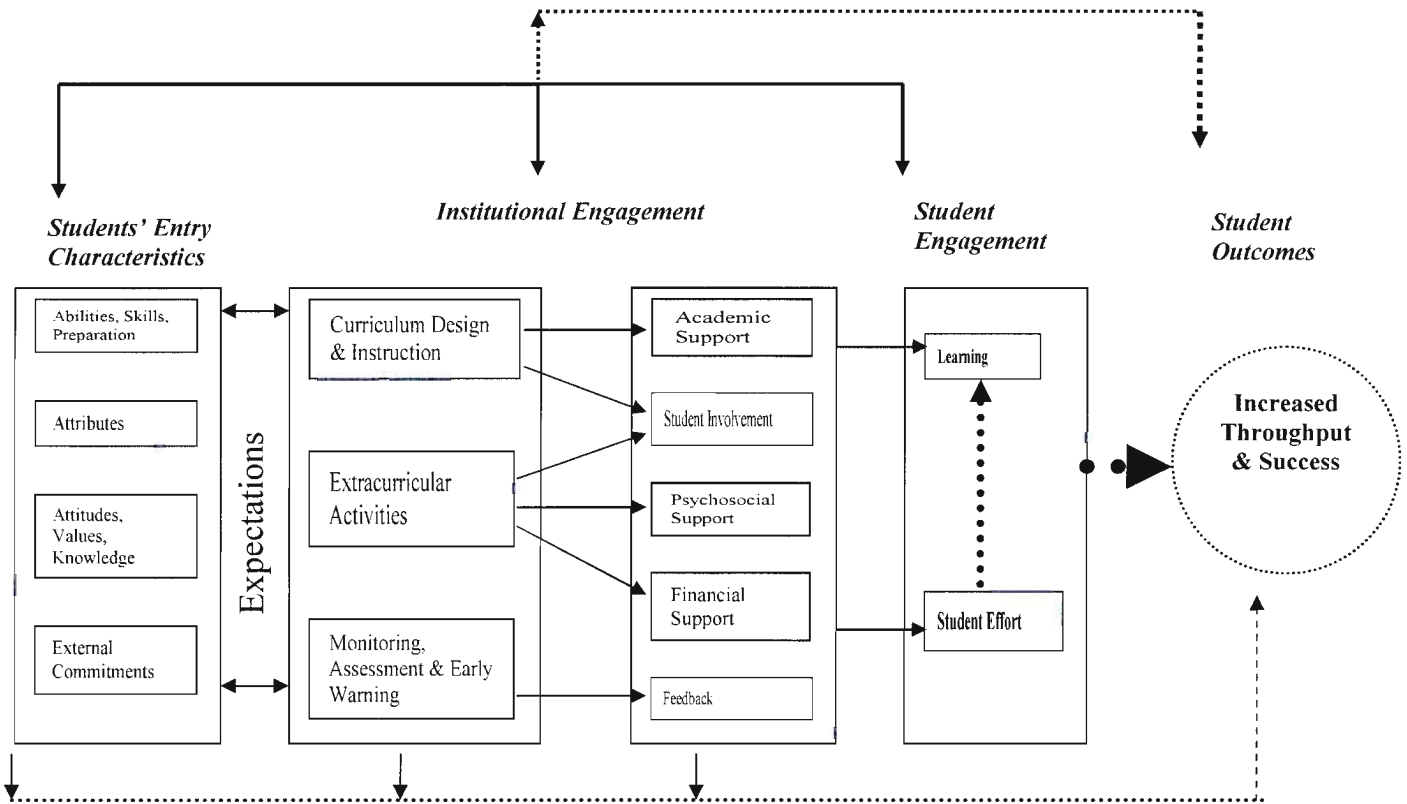 Students' Entry
Characteristics
Institutional Engagement
Student
Engagement
Student
Outcomes
Abilities, Skills,
Preparation
Attributes
Attitudes,
Values,
Knowledge
External
Commitments
Expectations
Curriculum Design
& Instruction
Extracurricular
Activities
Monitoring,
Assessment & Early
Warning
Academic
Support
Student Involvement
Psychosocial
Support
Financial
Support
Feedback
Learning
Student Effort
Increased
Throughput
& Success